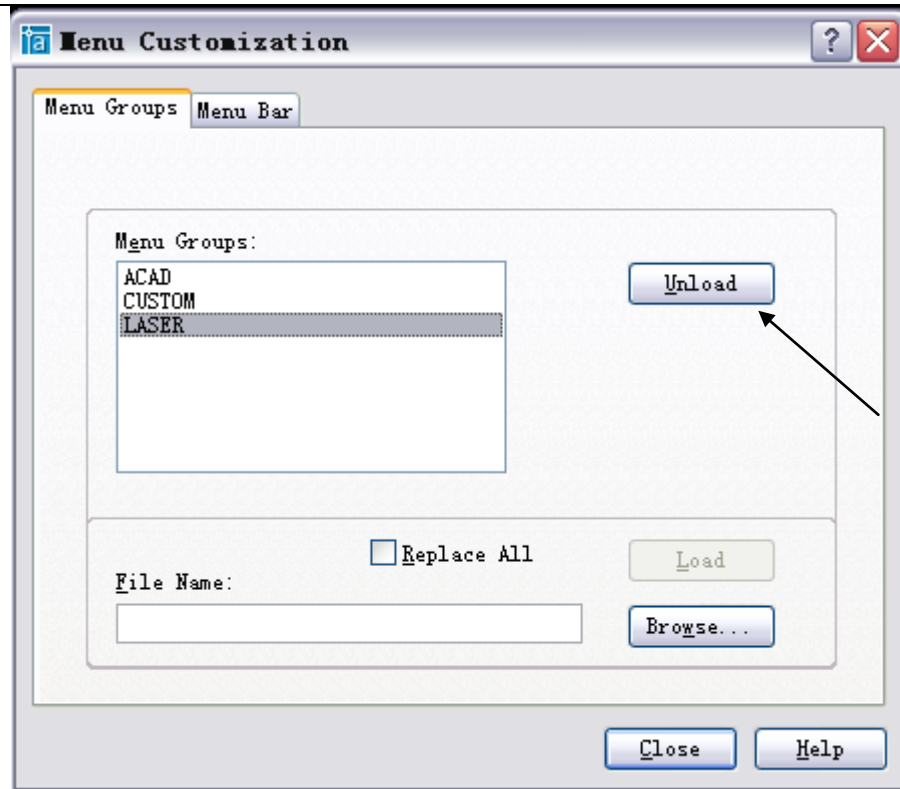 Menu Customization
Menu Groups Menu Bar
Menu Groups:
ACAD
CUSTOM
LASER
Unload
Replace All
Load
File Name:
Browse...
Close Help